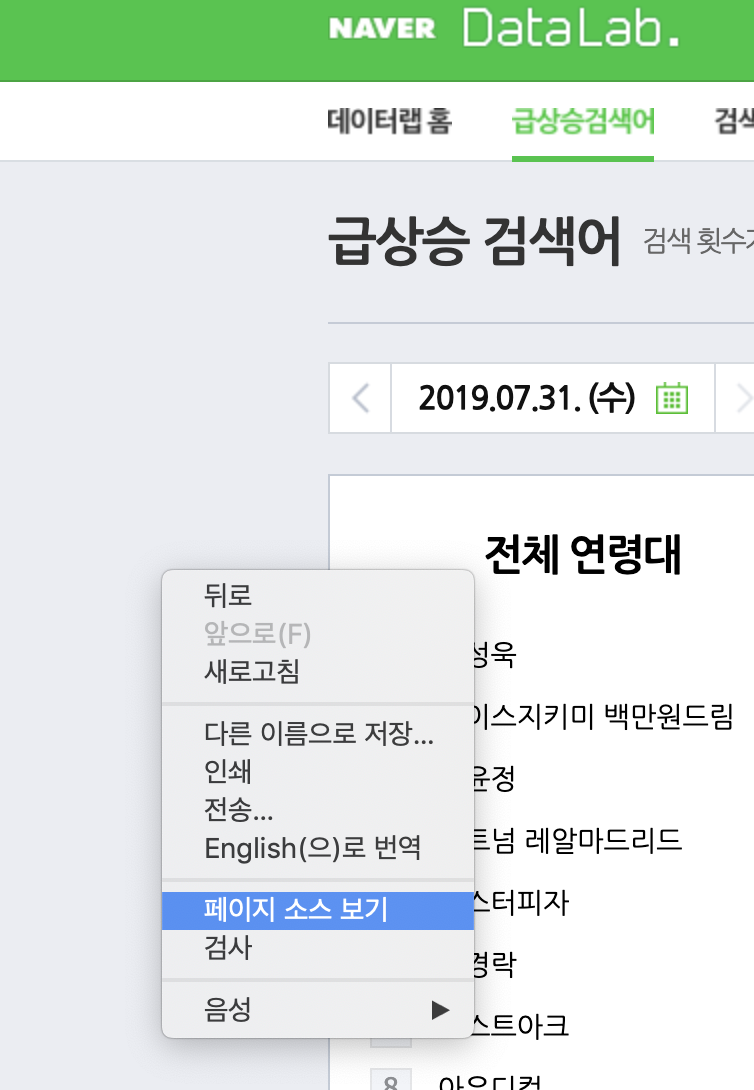 NAVER DataLab.
데이터랩 홈 급상승검색어
급상승 검색어 검색 횟수
2019.07.31. (수)
전체 연령대
뒤로
앞으로(F)
새로고침
다른 이름으로 저장...
인쇄
전송...
English(으)로 번역
페이지 소스 보기
검사
음성
성욱
이스지키미 백만원드림
윤정
트넘 레알마드리드
스터피자
경락
스트아크
8 아우디컵